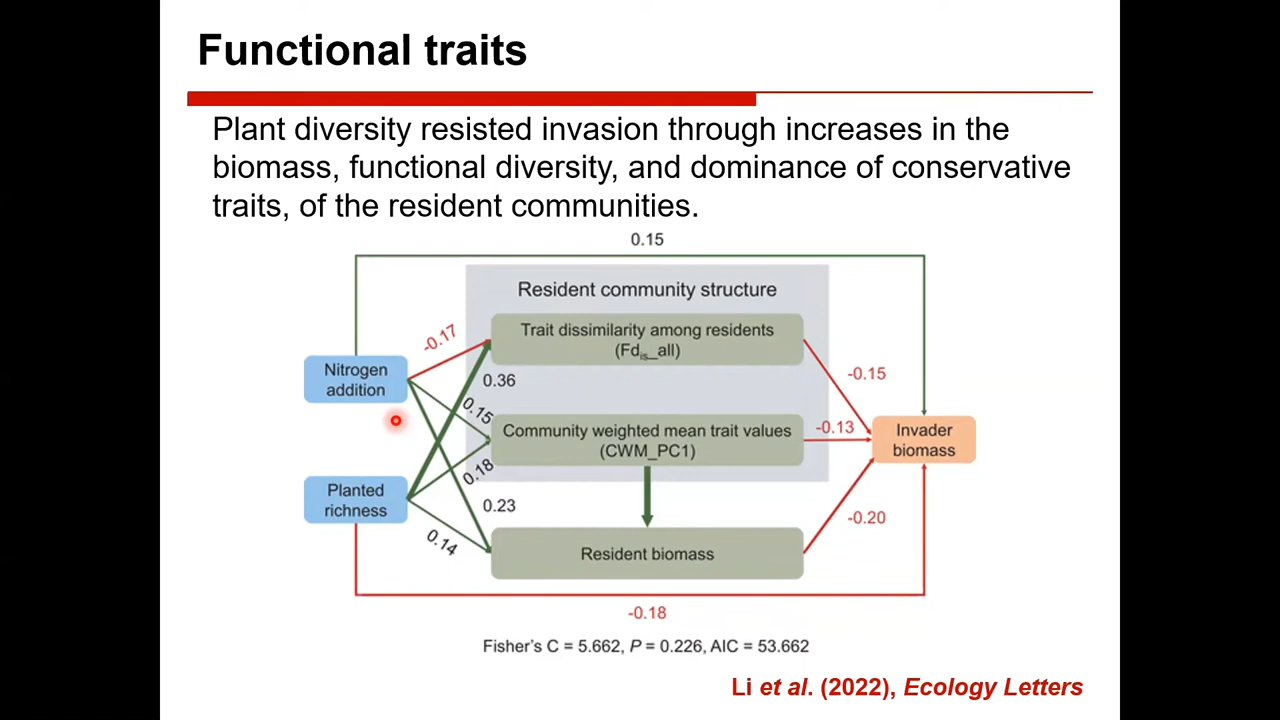 Functional traits
Plant diversity resisted invasion through increases in the
biomass, functional diversity, and dominance of conservative
traits, of the resident communities.
0.15
Resident community structure
Trait dissimilarity among residents
(Fdis_all)
-0.17
Nitrogen
addition
0.36
-0.15
0.15
Community weighted mean trait values
(CWM_PC1)
-0.13
Invader
biomass
0.18
Planted
richness
0.23
-0.20
0.14
Resident biomass
-0.18
Fisher's C = 5.662, P = 0.226, AIC = 53.662
Li et al. (2022), Ecology Letters